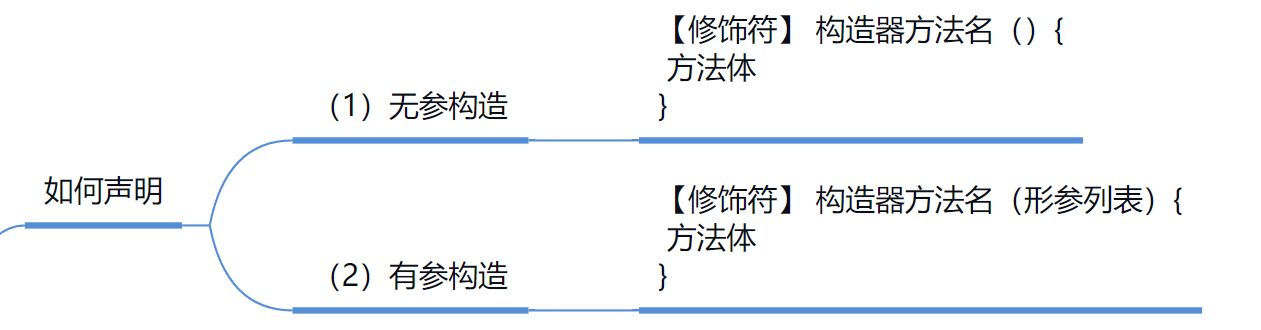 如何声明
（1）无参构造
【修饰符】 构造器方法名（）{
方法体
}
（2）有参构造
【修饰符】 构造器方法名（形参列表）{
方法体
}